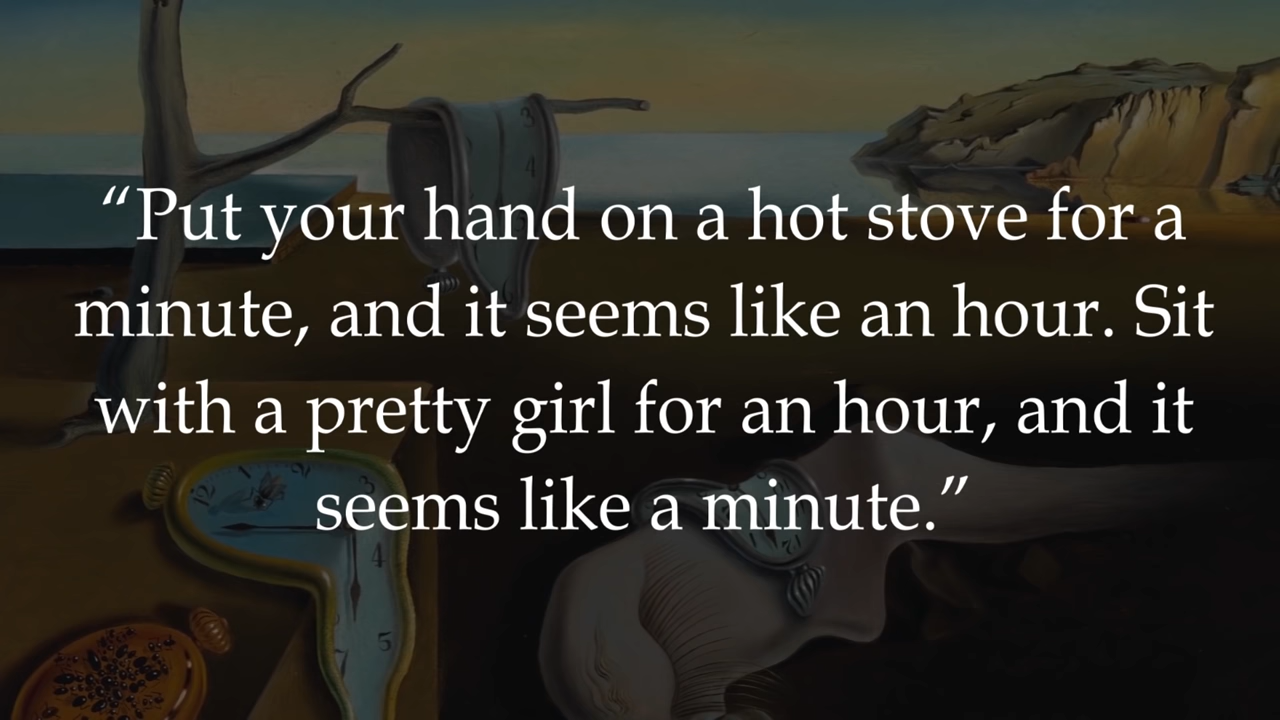 “Put your hand on a hot stove for a
minute, and it seems like an hour. Sit
with a pretty girl for an hour, and it
seems like a minute.”